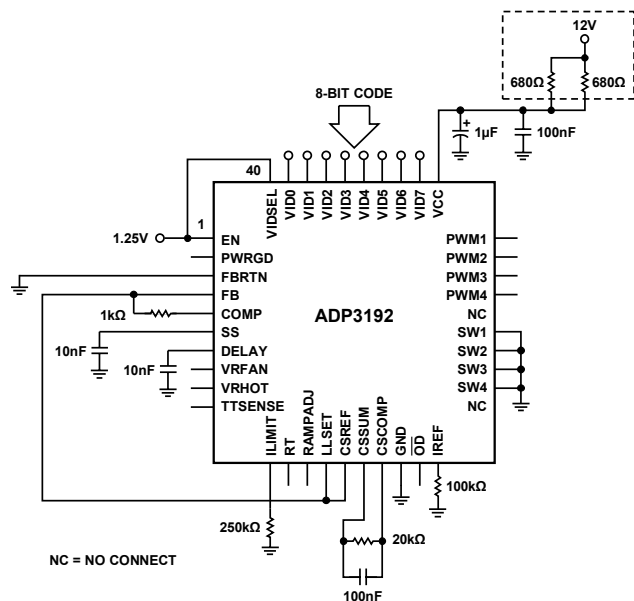 12V
680Ω
680Ω
8-BIT CODE
1µF
+
100nF
40
VIDSEL
VID0
VID1
VID2
VID3
VID4
VID5
VID6
VID7
VCC
1.25V
1
EN
PWRGD
FBRTN
FB
COMP
SS
DELAY
VRFAN
VRHOT
TTSENSE
1kΩ
10nF
10nF
ADP3192
PWM1
PWM2
PWM3
PWM4
NC
SW1
SW2
SW3
SW4
NC
ILIMIT
RT
RAMPADJ
LLSET
CSREF
CSSUM
CSCOMP
GND
OD
IREF
100kΩ
250kΩ
20kΩ
100nF
NC = NO CONNECT